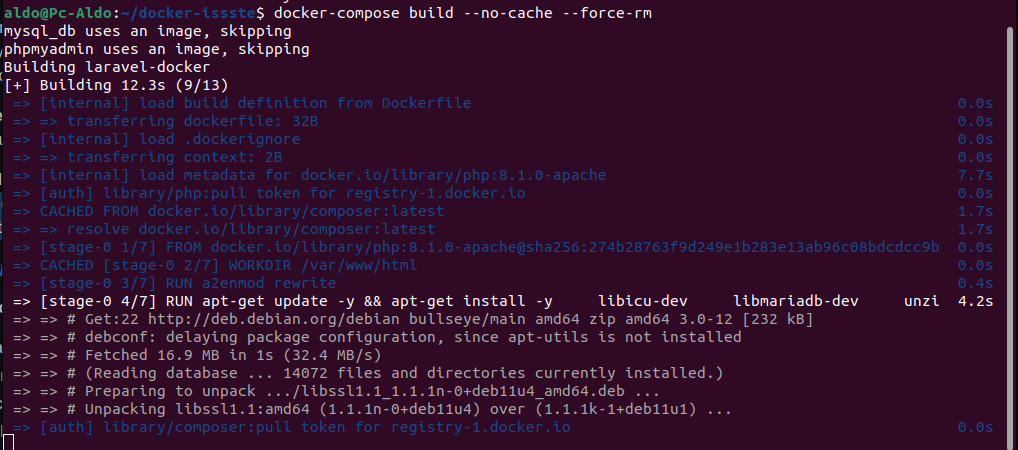 aldo@Pc-Aldo:~/docker-issste$ docker-compose build --no-cache --force-rm
mysql_db uses an image, skipping
phpmyadmin uses an image, skipping
Building laravel-docker
[+] Building 12.3s (9/13)
=> [internal] load build definition from Dockerfile 0.0s
=> => transferring dockerfile: 32B 0.0s
=> [internal] load .dockerignore 0.0s
=> => transferring context: 2B 0.0s
=> [internal] load metadata for docker.io/library/php:8.1.0-apache 7.7s
=> [auth] library/php:pull token for registry-1.docker.io 0.0s
=> CACHED FROM docker.io/library/composer:latest 1.7s
=> => resolve docker.io/library/composer:latest 1.7s
=> [stage-0 1/7] FROM docker.io/library/php:8.1.0-apache@sha256:274b28763f9d249e1b283e13ab96c08bdcdcc9b 0.0s
=> CACHED [stage-0 2/7] WORKDIR /var/www/html 0.0s
=> [stage-0 3/7] RUN a2enmod rewrite 0.4s
=> [stage-0 4/7] RUN apt-get update -y && apt-get install -y libicu-dev libmariadb-dev unzi 4.2s
=> => # Get:22 http://deb.debian.org/debian bullseye/main amd64 zip amd64 3.0-12 [232 kB]
=> => # debconf: delaying package configuration, since apt-utils is not installed
=> => # Fetched 16.9 MB in 1s (32.4 MB/s)
=> => # (Reading database ... 14072 files and directories currently installed.)
=> => # Preparing to unpack .../libssl1.1_1.1.1n-0+deb11u4_amd64.deb ...
=> => # Unpacking libssl1.1:amd64 (1.1.1n-0+deb11u4) over (1.1.1k-1+deb11u1) ...
=> [auth] library/composer:pull token for registry-1.docker.io 0.0s